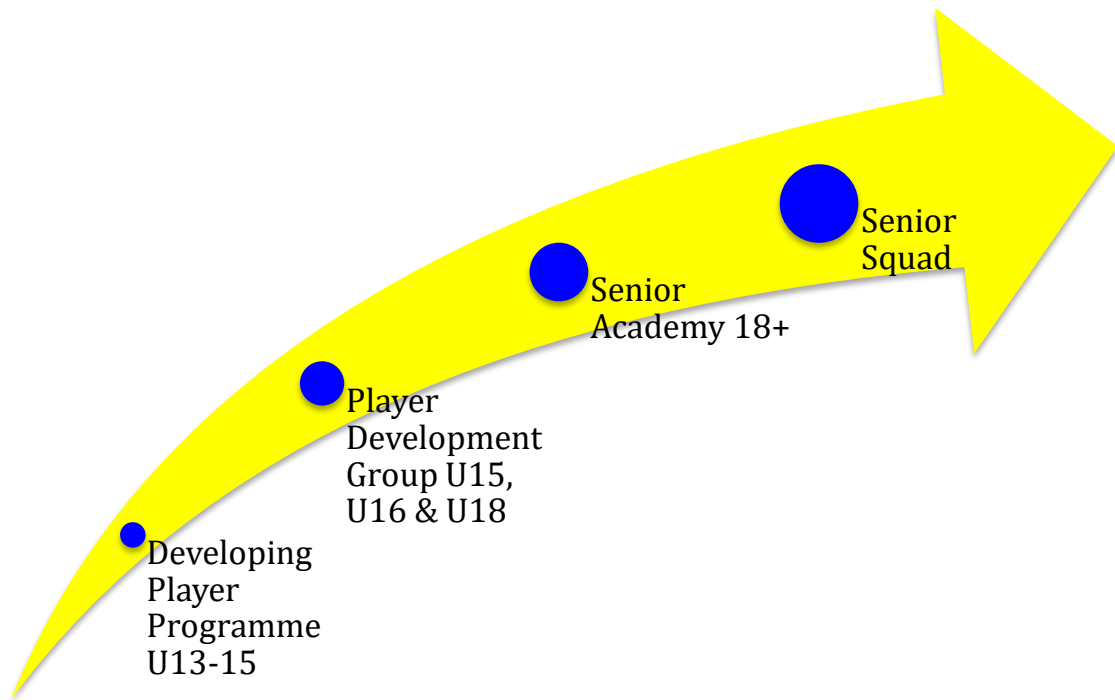 Senior
Squad
Senior
Academy 18+
Player
Development
Group U15,
U16 & U18
Developing
Player
Programme
U13-15